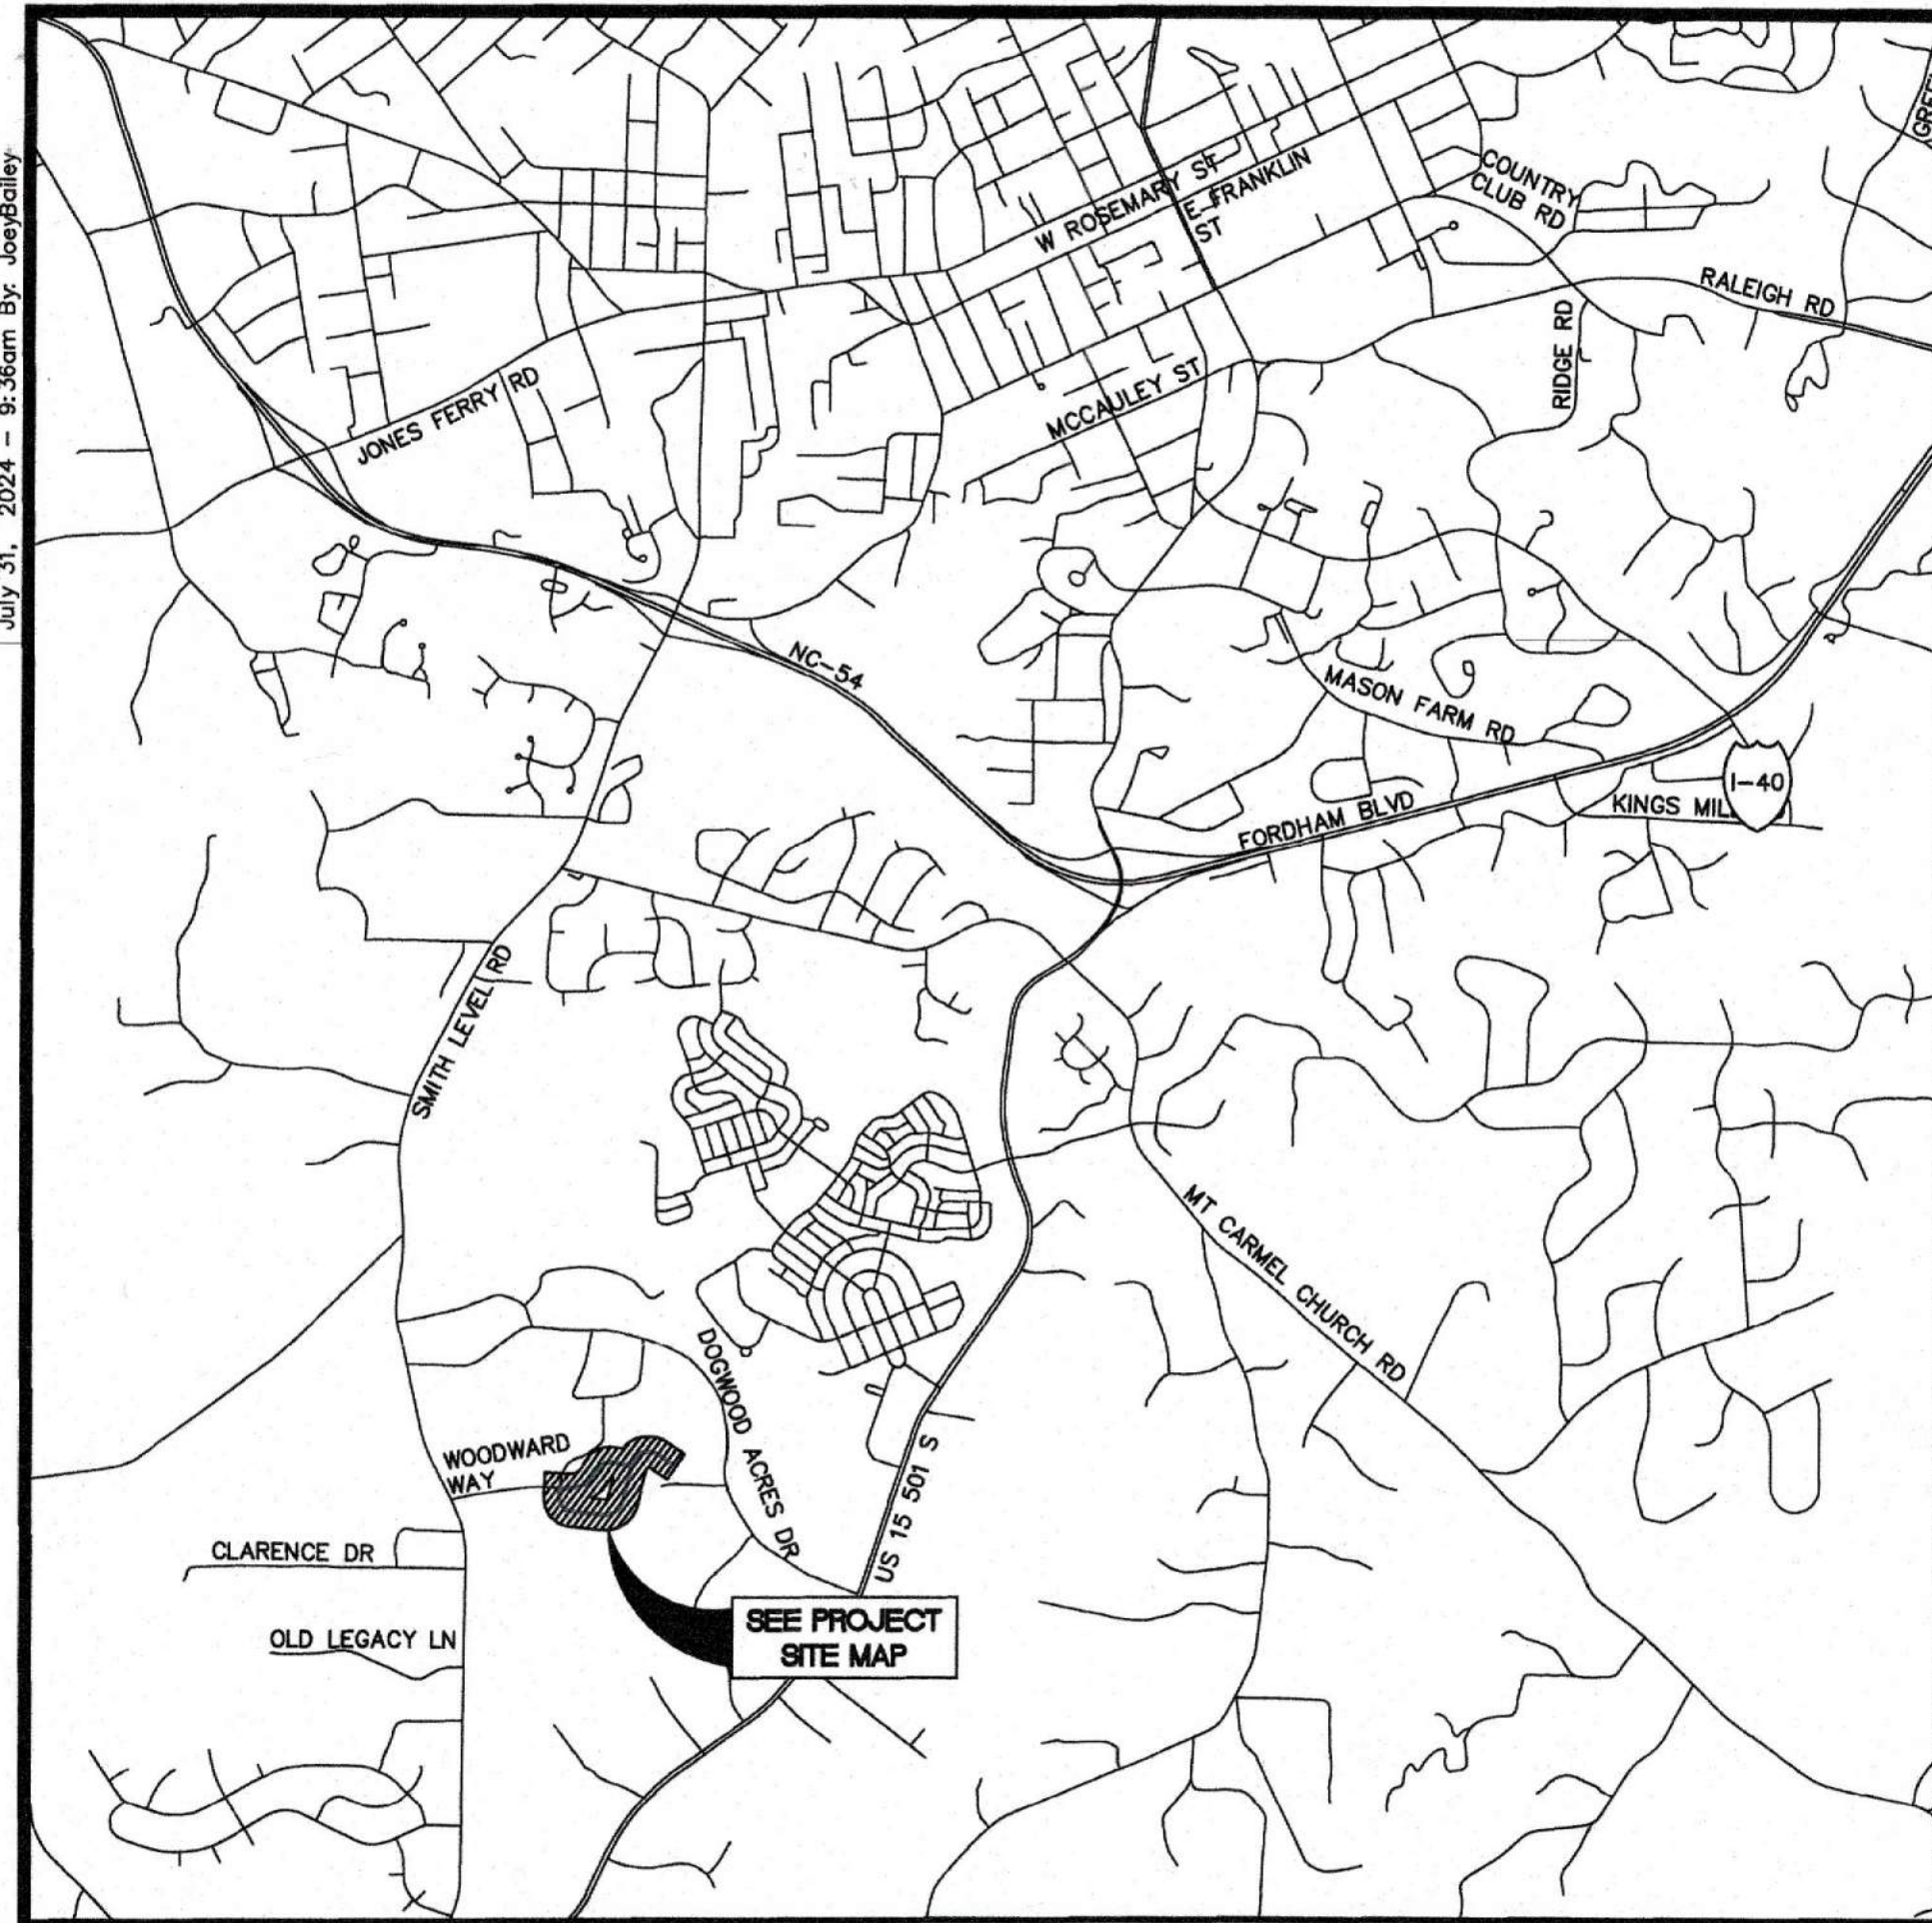 July 31, 2024 - 9:36am By: JoeyBailey
W ROSEMARY ST
E FRANKLIN
ST
COUNTRY
CLUB RD
RALEIGH RD
RIDGE RD
JONES FERRY RD
MCCAULEY ST
NC-54
MASON FARM RD
I-40
KINGS
FORDHAM BLVD
SMITH LEVEL RD
MT CARMEL CHURCH RD
DOGWOOD ACRES DR
WOODWARD
WAY
US 15 501 S
CLARENCE DR
SEE PROJECT
SITE MAP
OLD LEGACY LN